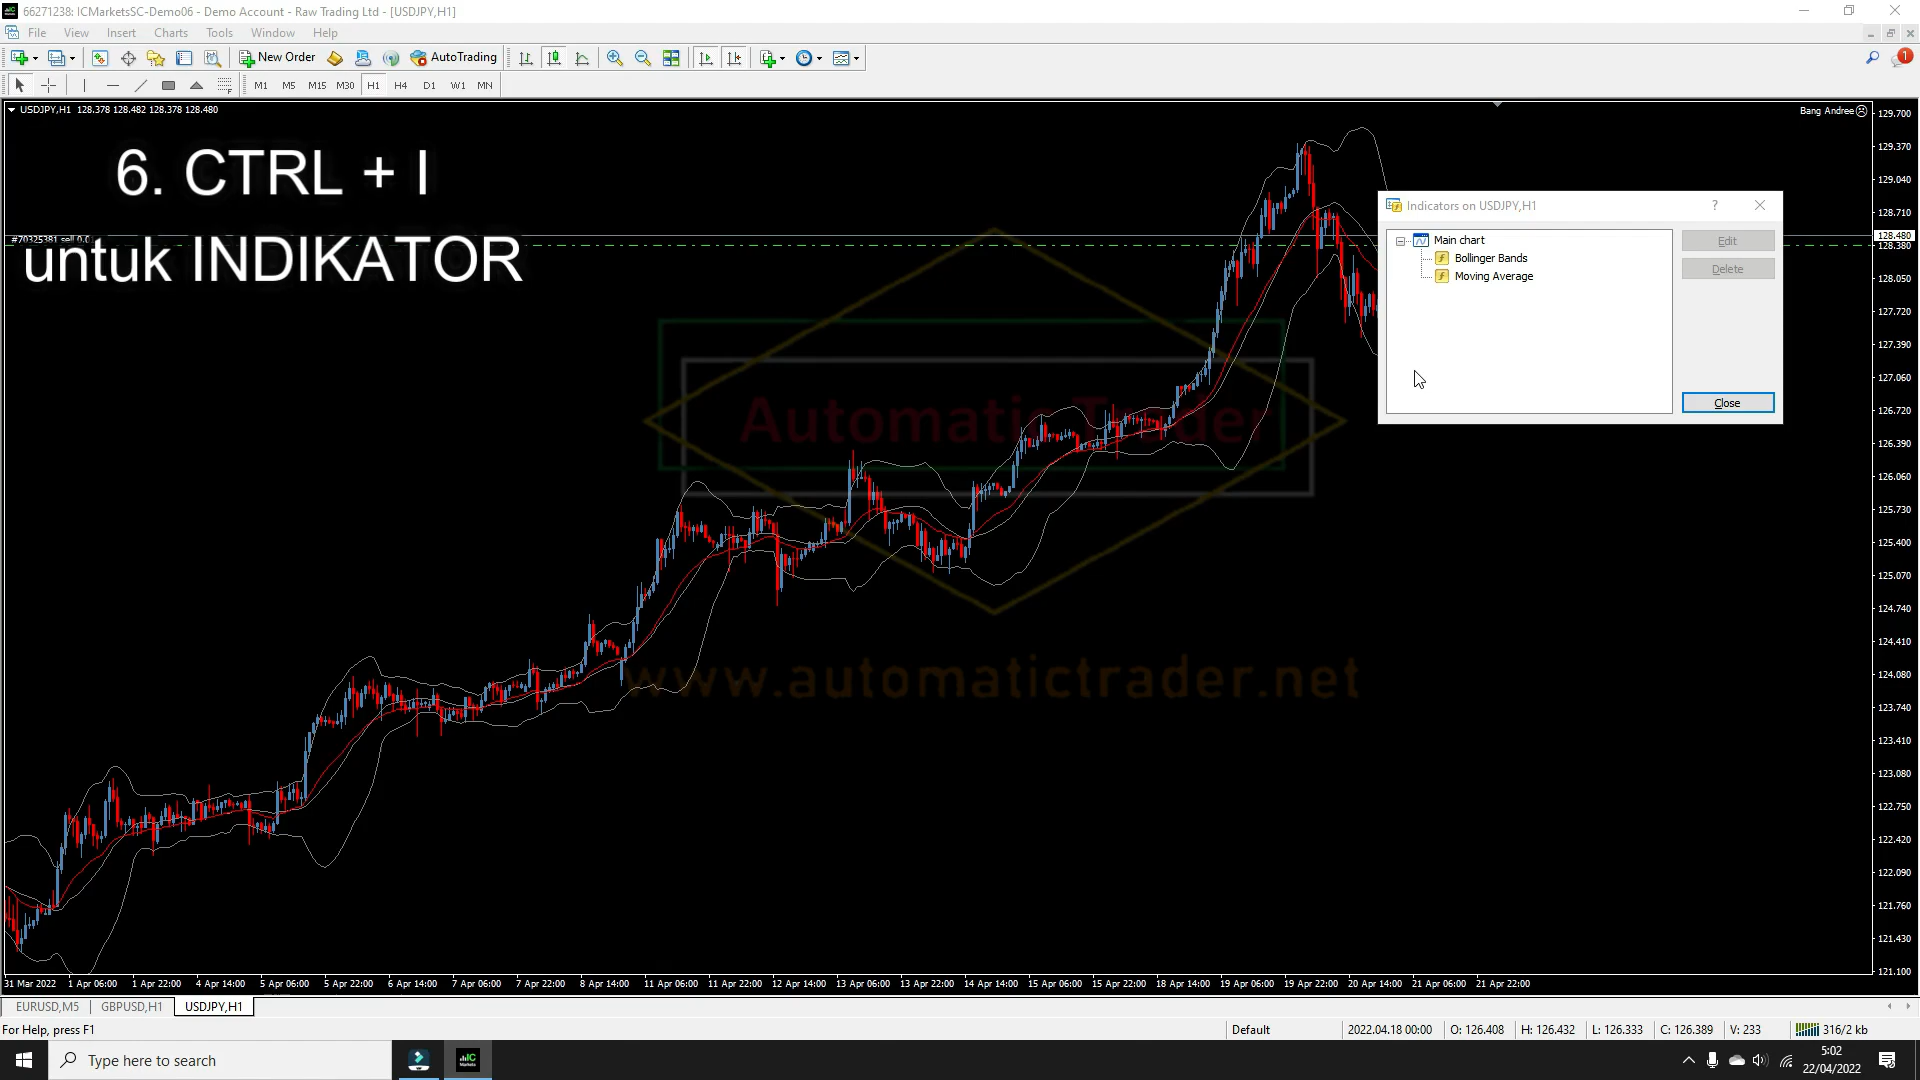 66271238: ICMarketsSC-Demo06 - Demo Account - Raw Trading Ltd - [USDJPY,H1]
File View Insert Charts Tools Window Help
New Order AutoTrading
M1 M5 M15 M30 H1 H4 D1 W1 MN
USDJPY,H1 128.378 128.482 128.378 128.480
Bang Andree
6. CTRL + I
untuk INDIKATOR
#70325381 sell 0.01
Indicators on USDJPY,H1
Main chart
Bollinger Bands
Moving Average
Edit
Delete
Close
AutomaticTrader
www.automatictrader.net
129.700
129.370
129.040
128.710
128.480
128.380
128.050
127.720
127.390
127.060
126.720
126.390
126.060
125.730
125.400
125.070
124.740
124.410
124.080
123.740
123.410
123.080
122.750
122.420
122.090
121.760
121.430
121.100
31 Mar 2022 1 Apr 06:00 1 Apr 22:00 4 Apr 14:00 5 Apr 06:00 5 Apr 22:00 6 Apr 14:00 7 Apr 06:00 7 Apr 22:00 8 Apr 14:00 11 Apr 06:00 11 Apr 22:00 12 Apr 14:00 13 Apr 06:00 13 Apr 22:00 14 Apr 14:00 15 Apr 06:00 15 Apr 22:00 18 Apr 14:00 19 Apr 06:00 19 Apr 22:00 20 Apr 14:00 21 Apr 06:00 21 Apr 22:00
EURUSD,M5 GBPUSD,H1 USDJPY,H1
For Help, press F1 Default 2022.04.18 00:00 O: 126.408 H: 126.432 L: 126.333 C: 126.389 V: 233 316/2 kb
Type here to search
5:02
22/04/2022